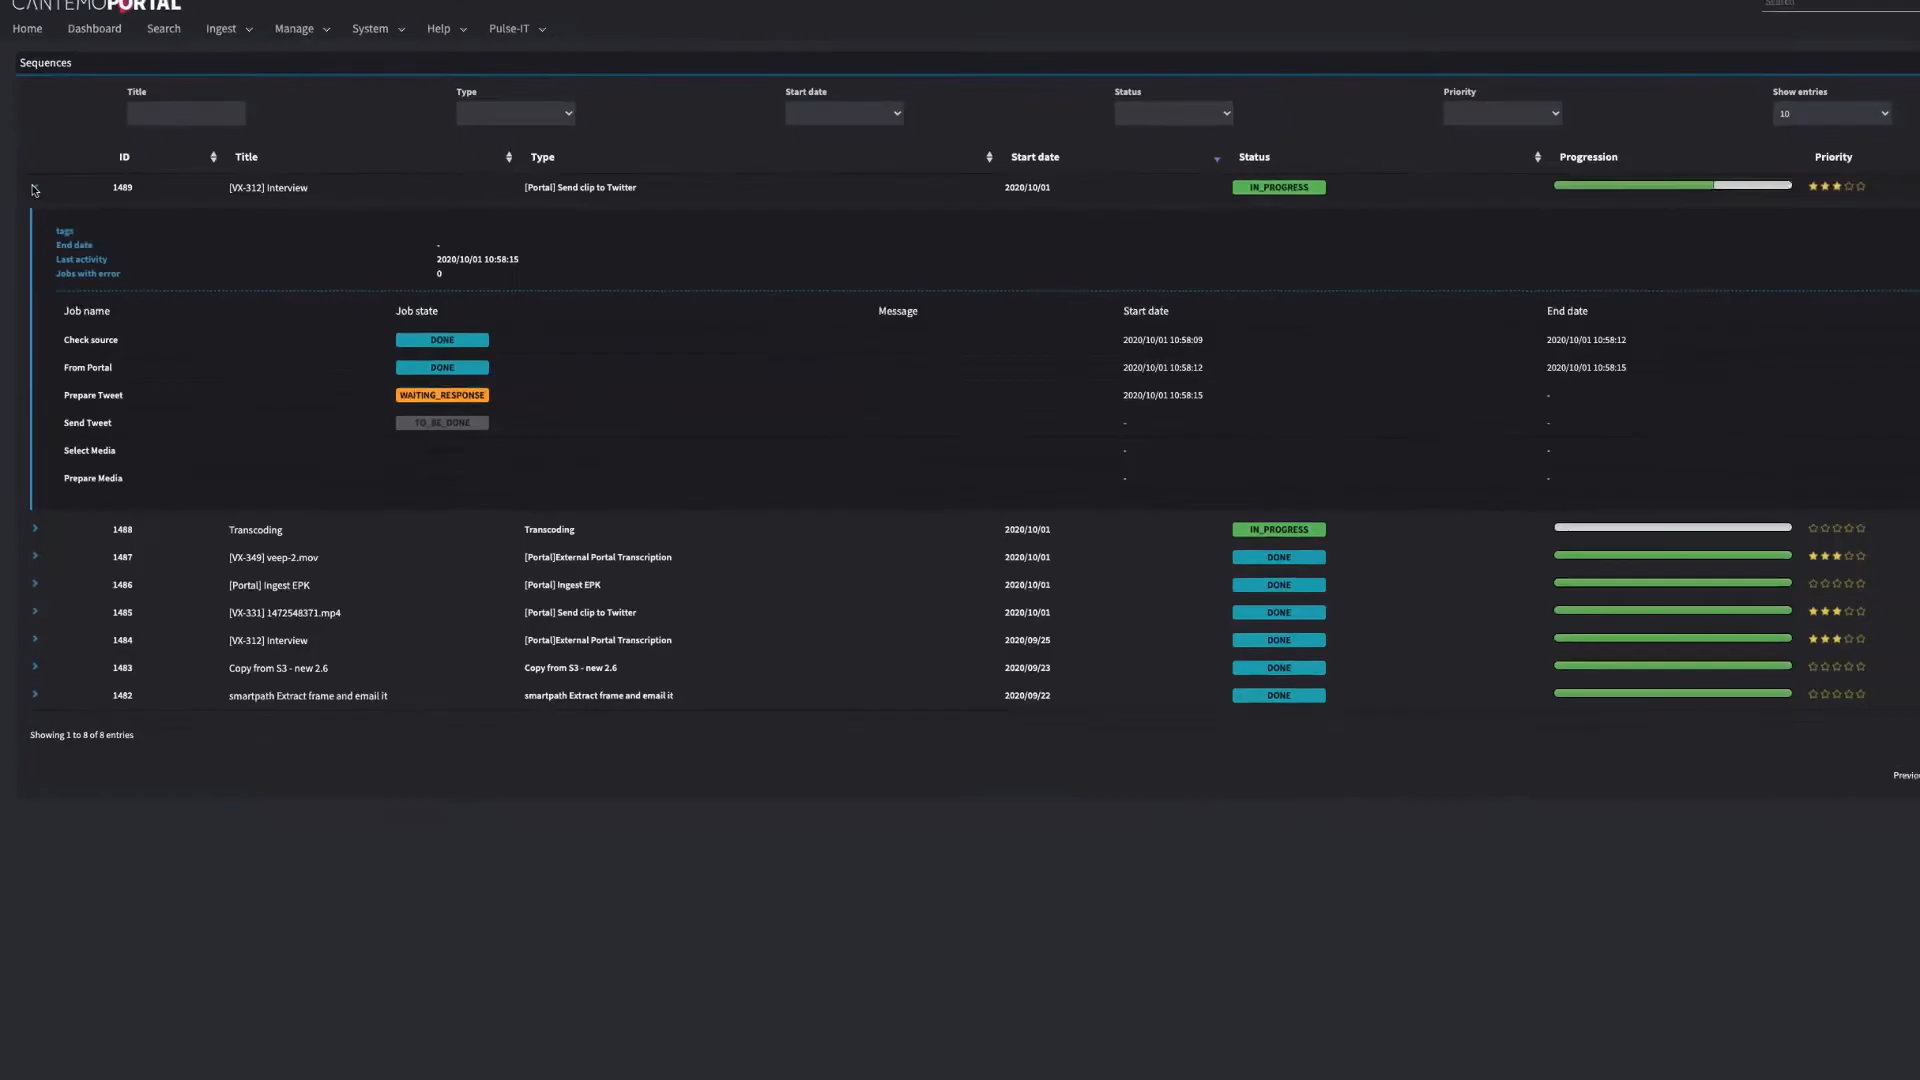 CANTEMOPORTAL
Search
Home Dashboard Search Ingest Manage System Help Pulse-IT
Sequences
Title Type Start date Status Priority Show entries
10
ID Title Type Start date Status Progression Priority
1489 [VX-312] Interview [Portal] Send clip to Twitter 2020/10/01 IN_PROGRESS
tags
End date -
Last activity 2020/10/01 10:58:15
Jobs with error 0
Job name Job state Message Start date End date
Check source DONE 2020/10/01 10:58:09 2020/10/01 10:58:12
From Portal DONE 2020/10/01 10:58:12 2020/10/01 10:58:15
Prepare Tweet WAITING_RESPONSE 2020/10/01 10:58:15 -
Send Tweet TO_BE_DONE - -
Select Media - -
Prepare Media - -
1488 Transcoding Transcoding 2020/10/01 IN_PROGRESS
1487 [VX-349] veep-2.mov [Portal]External Portal Transcription 2020/10/01 DONE
1486 [Portal] Ingest EPK [Portal] Ingest EPK 2020/10/01 DONE
1485 [VX-331] 1472548371.mp4 [Portal] Send clip to Twitter 2020/10/01 DONE
1484 [VX-312] Interview [Portal]External Portal Transcription 2020/09/25 DONE
1483 Copy from S3 - new 2.6 Copy from S3 - new 2.6 2020/09/23 DONE
1482 smartpath Extract frame and email it smartpath Extract frame and email it 2020/09/22 DONE
Showing 1 to 8 of 8 entries
Previo